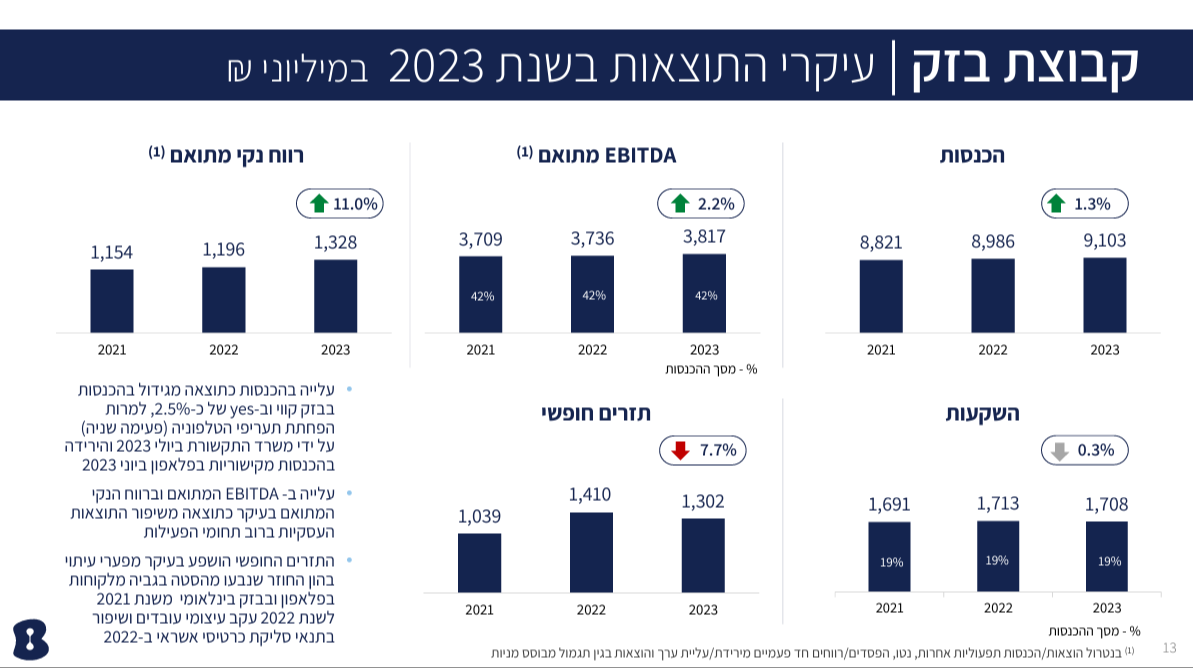 קבוצת בזק | עיקרי התוצאות בשנת 2023 במיליוני ₪
הכנסות
1.3%
8,821 8,986 9,103
2021 2022 2023
EBITDA מתואם (1)
2.2%
3,709 3,736 3,817
42% 42% 42%
2021 2022 2023
% - מסך ההכנסות
רווח נקי מתואם (1)
11.0%
1,154 1,196 1,328
2021 2022 2023
השקעות
0.3%
1,691 1,713 1,708
19% 19% 19%
2021 2022 2023
% - מסך ההכנסות
תזרים חופשי
7.7%
1,039 1,410 1,302
2021 2022 2023
• עלייה בהכנסות כתוצאה מגידול בהכנסות
בבזק קווי וב-yes של כ-2.5%, למרות
הפחתת תעריפי הטלפוניה (פעימה שניה)
על ידי משרד התקשורת ביולי 2023 והירידה
בהכנסות מקישוריות בפלאפון ביוני 2023
• עלייה ב- EBITDA המתואם וברווח הנקי
המתואם בעיקר כתוצאה משיפור התוצאות
העסקיות ברוב תחומי הפעילות
• התזרים החופשי הושפע בעיקר מפערי עיתוי
בהון החוזר שנבעו מהסטה בגביה מלקוחות
בפלאפון ובבזק בינלאומי משנת 2021
לשנת 2022 עקב עיצומי עובדים ושיפור
בתנאי סליקת כרטיסי אשראי ב-2022
(1) בנטרול הוצאות/הכנסות תפעוליות אחרות, נטו, הפסדים/רווחים חד פעמיים מירידת/עליית ערך והוצאות בגין תגמול מבוסס מניות
13